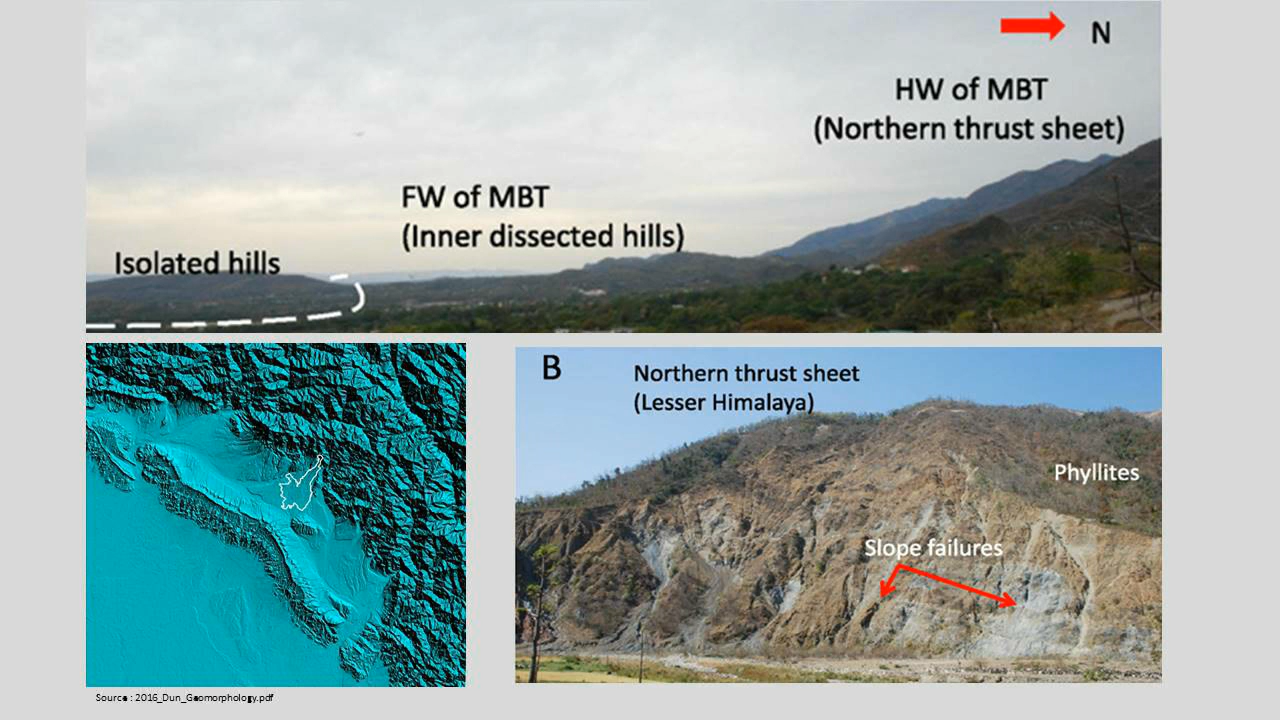 N
HW of MBT
(Northern thrust sheet)
FW of MBT
(Inner dissected hills)
Isolated hills
B
Northern thrust sheet
(Lesser Himalaya)
Phyllites
Slope failures
Source : 2016_Dun_Geomorphology.pdf